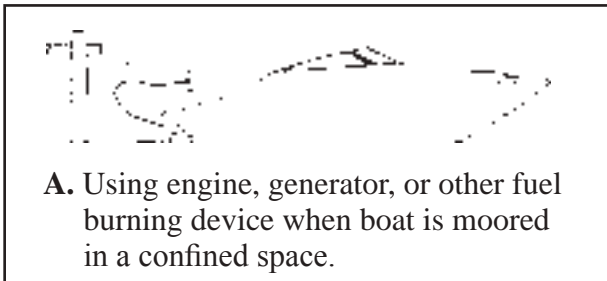 A. Using engine, generator, or other fuel
burning device when boat is moored
in a confined space.